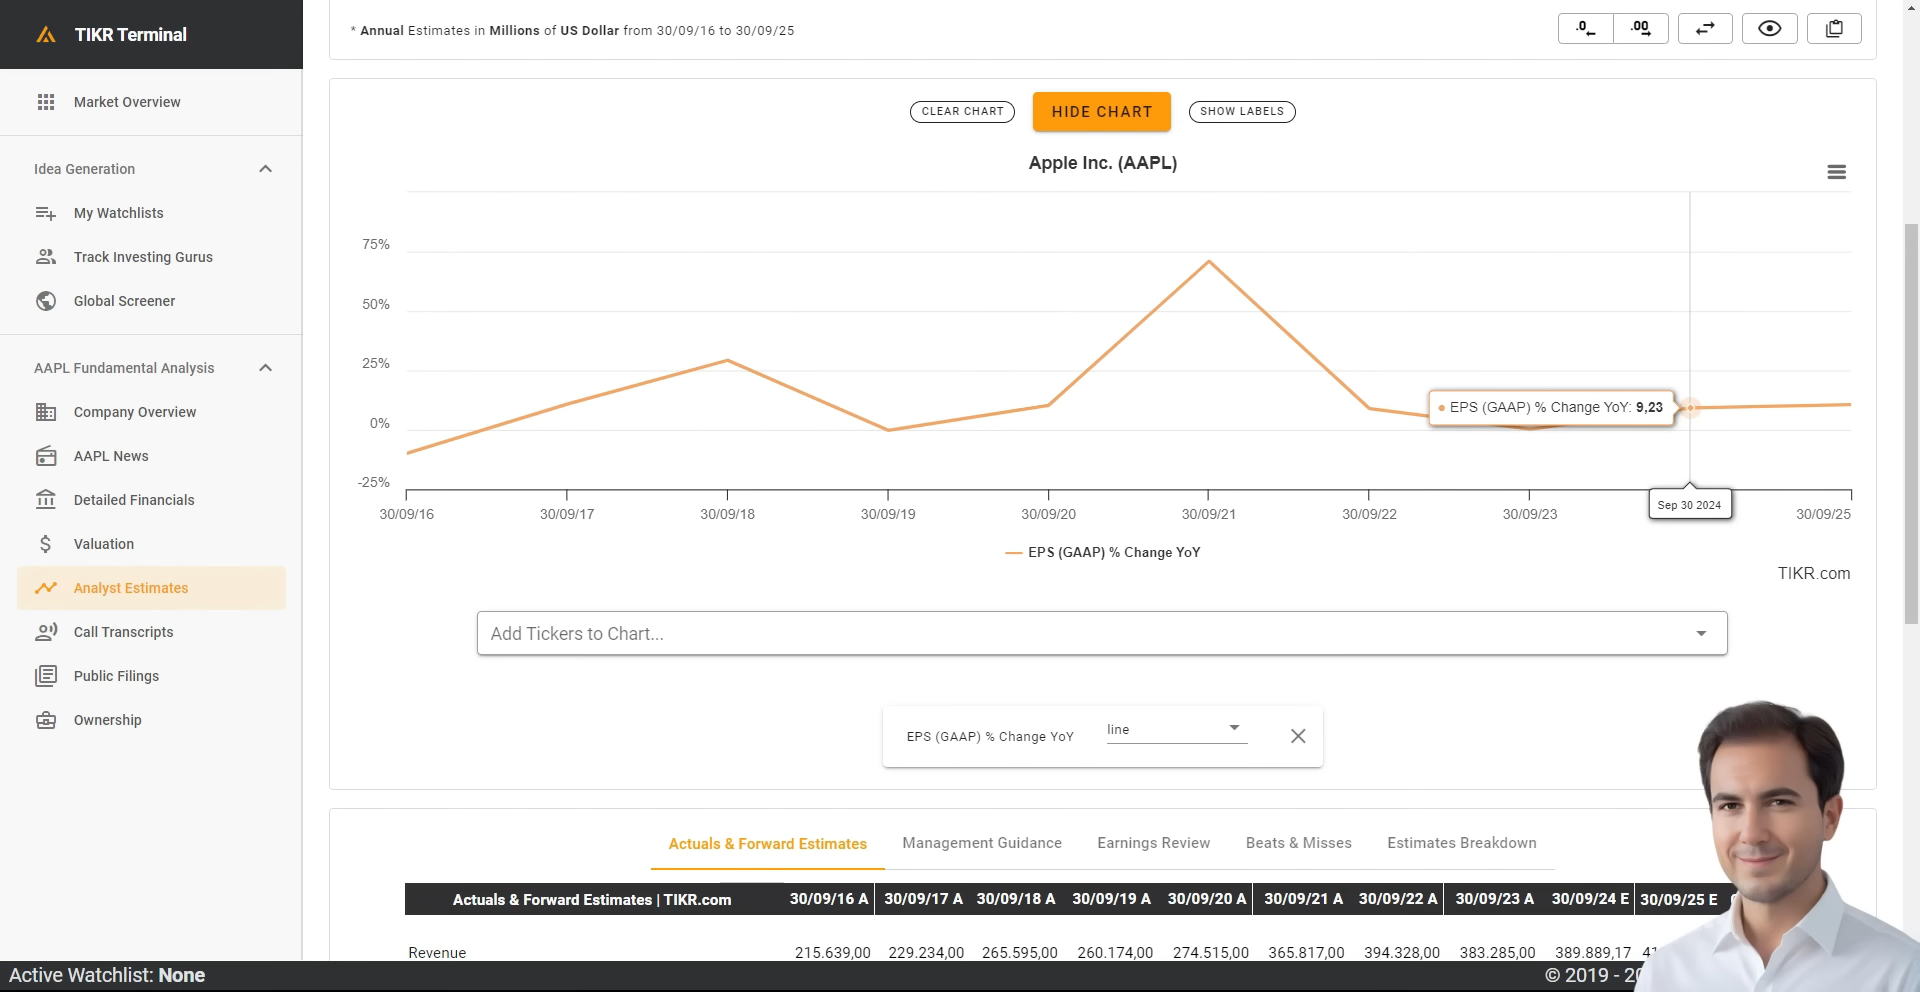 TIKR Terminal
Market Overview
Idea Generation
My Watchlists
Track Investing Gurus
Global Screener
AAPL Fundamental Analysis
Company Overview
AAPL News
Detailed Financials
Valuation
Analyst Estimates
Call Transcripts
Public Filings
Ownership
* Annual Estimates in Millions of US Dollar from 30/09/16 to 30/09/25
.0 .00
CLEAR CHART HIDE CHART SHOW LABELS
Apple Inc. (AAPL)
75%
50%
25%
0%
-25%
EPS (GAAP) % Change YoY: 9,23
Sep 30 2024
30/09/16 30/09/17 30/09/18 30/09/19 30/09/20 30/09/21 30/09/22 30/09/23 30/09/25
EPS (GAAP) % Change YoY
TIKR.com
Add Tickers to Chart...
EPS (GAAP) % Change YoY line
Actuals & Forward Estimates Management Guidance Earnings Review Beats & Misses Estimates Breakdown
Actuals & Forward Estimates | TIKR.com 30/09/16 A 30/09/17 A 30/09/18 A 30/09/19 A 30/09/20 A 30/09/21 A 30/09/22 A 30/09/23 A 30/09/24 E 30/09/25 E
Revenue 215.639,00 229.234,00 265.595,00 260.174,00 274.515,00 365.817,00 394.328,00 383.285,00 389.889,17
Active Watchlist: None
© 2019 -